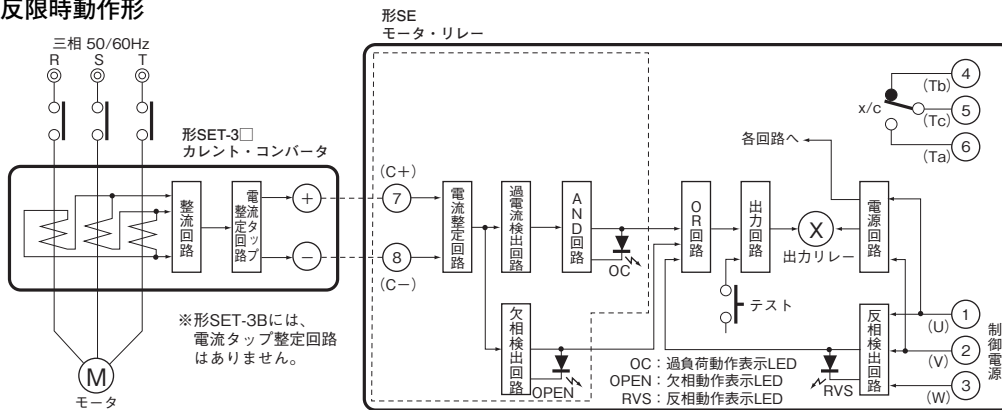 反限時動作形
三相 50/60Hz
R
S
T
形SET-3□
カレント・コンバータ
整流回路
電流タップ
整定回路
+
−
※形SET-3Bには、
電流タップ整定回路
はありません。
M
モータ
形SE
モータ・リレー
(C+)
7
8
(C−)
電流整定回路
過電流検出回路
AND回路
OC
欠相検出回路
OPEN
OR回路
出力回路
X
出力リレー
テスト
各回路へ
電源回路
反相検出回路
RVS
x/c
(Tb)
4
(Tc)
5
(Ta)
6
1
(U)
2
(V)
3
(W)
制御電源
OC：過負荷動作表示LED
OPEN：欠相動作表示LED
RVS：反相動作表示LED